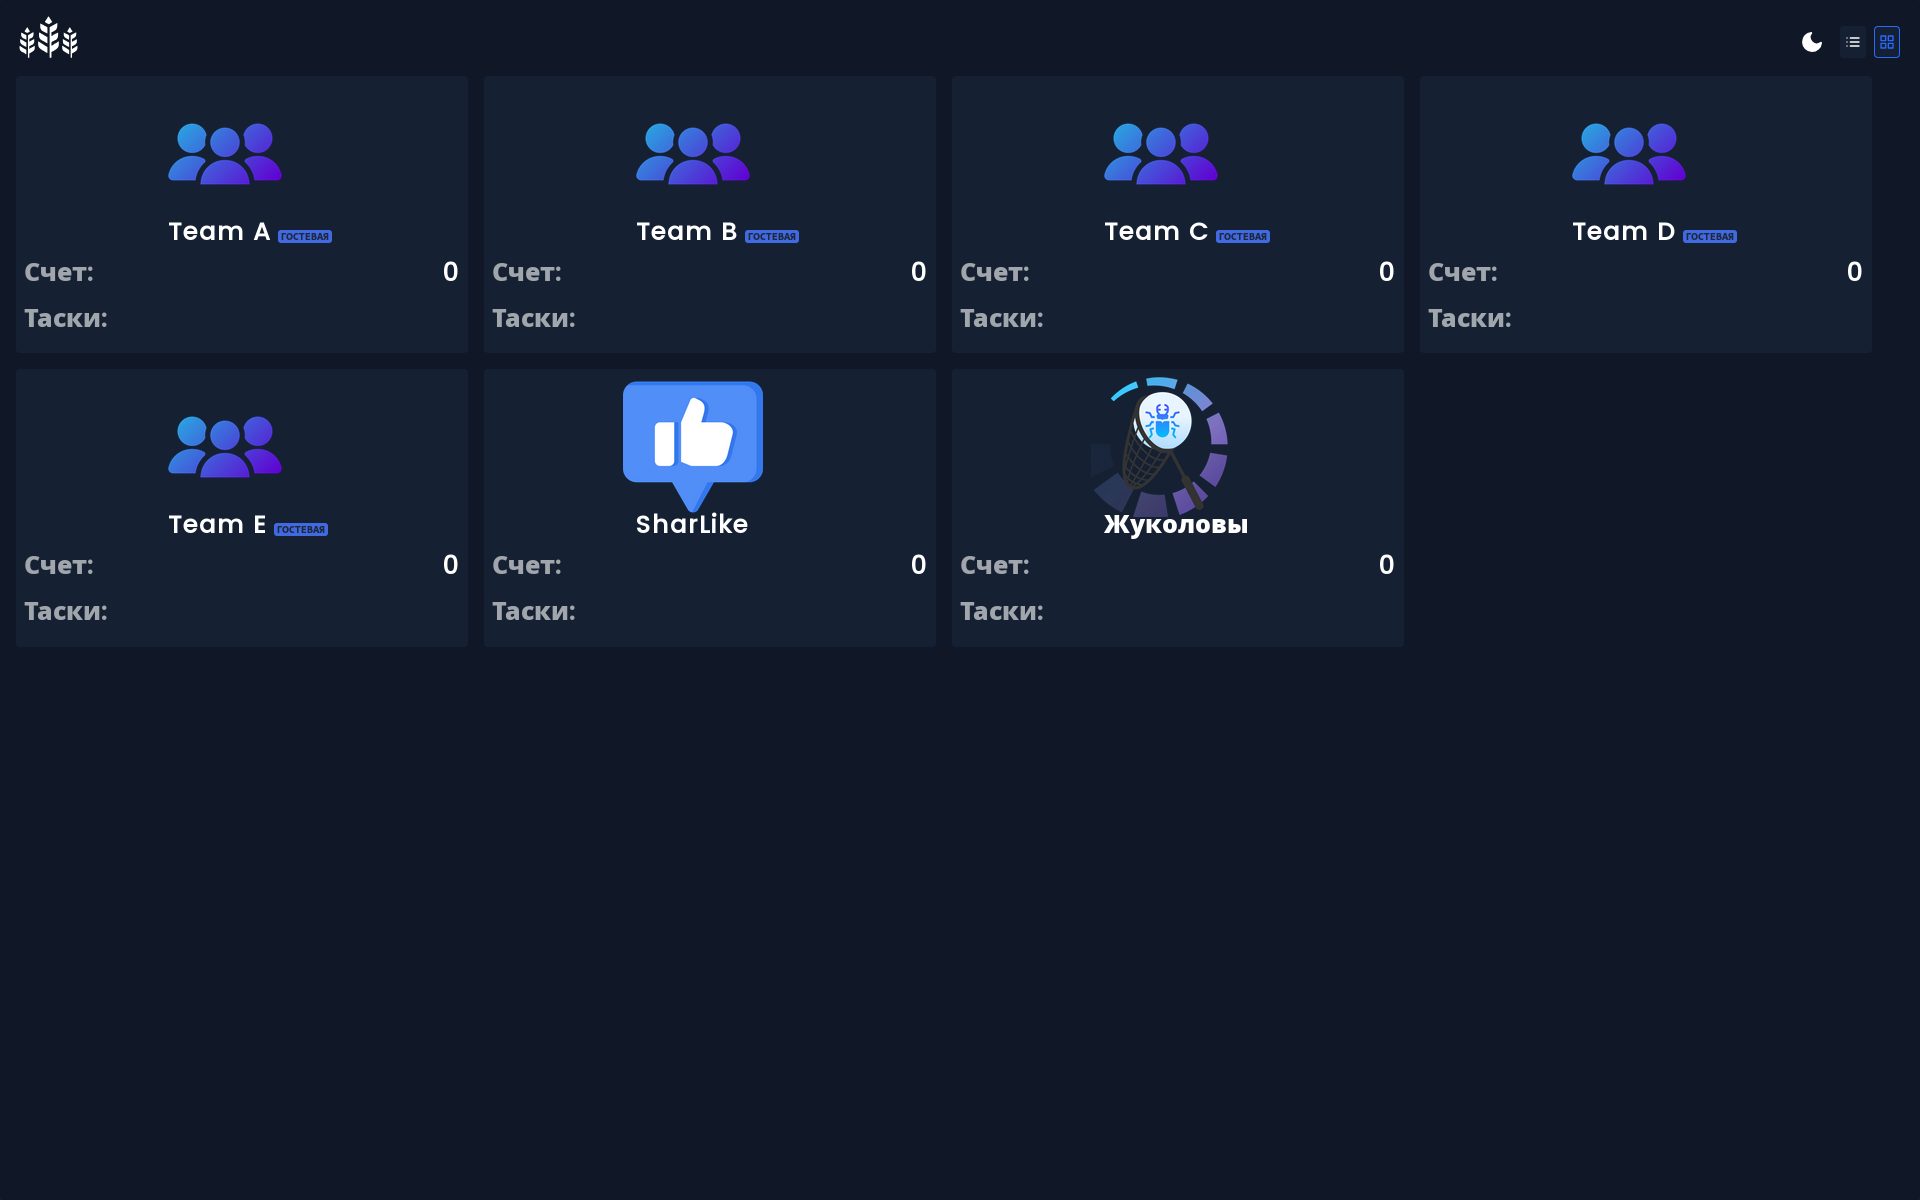 Team A ГОСТЕВАЯ
Счет: 0
Таски:
Team B ГОСТЕВАЯ
Счет: 0
Таски:
Team C ГОСТЕВАЯ
Счет: 0
Таски:
Team D ГОСТЕВАЯ
Счет: 0
Таски:
Team E ГОСТЕВАЯ
Счет: 0
Таски:
SharLike
Счет: 0
Таски:
Жуколовы
Счет: 0
Таски: